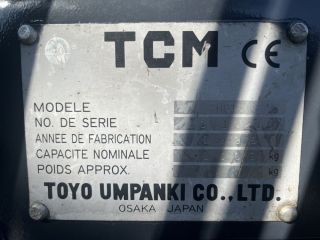 TCM CE
MODELE
NO. DE SERIE
ANNEE DE FABRICATION
CAPACITE NOMINALE kg
POIDS APPROX. kg
TOYO UMPANKI CO., LTD.
OSAKA JAPAN